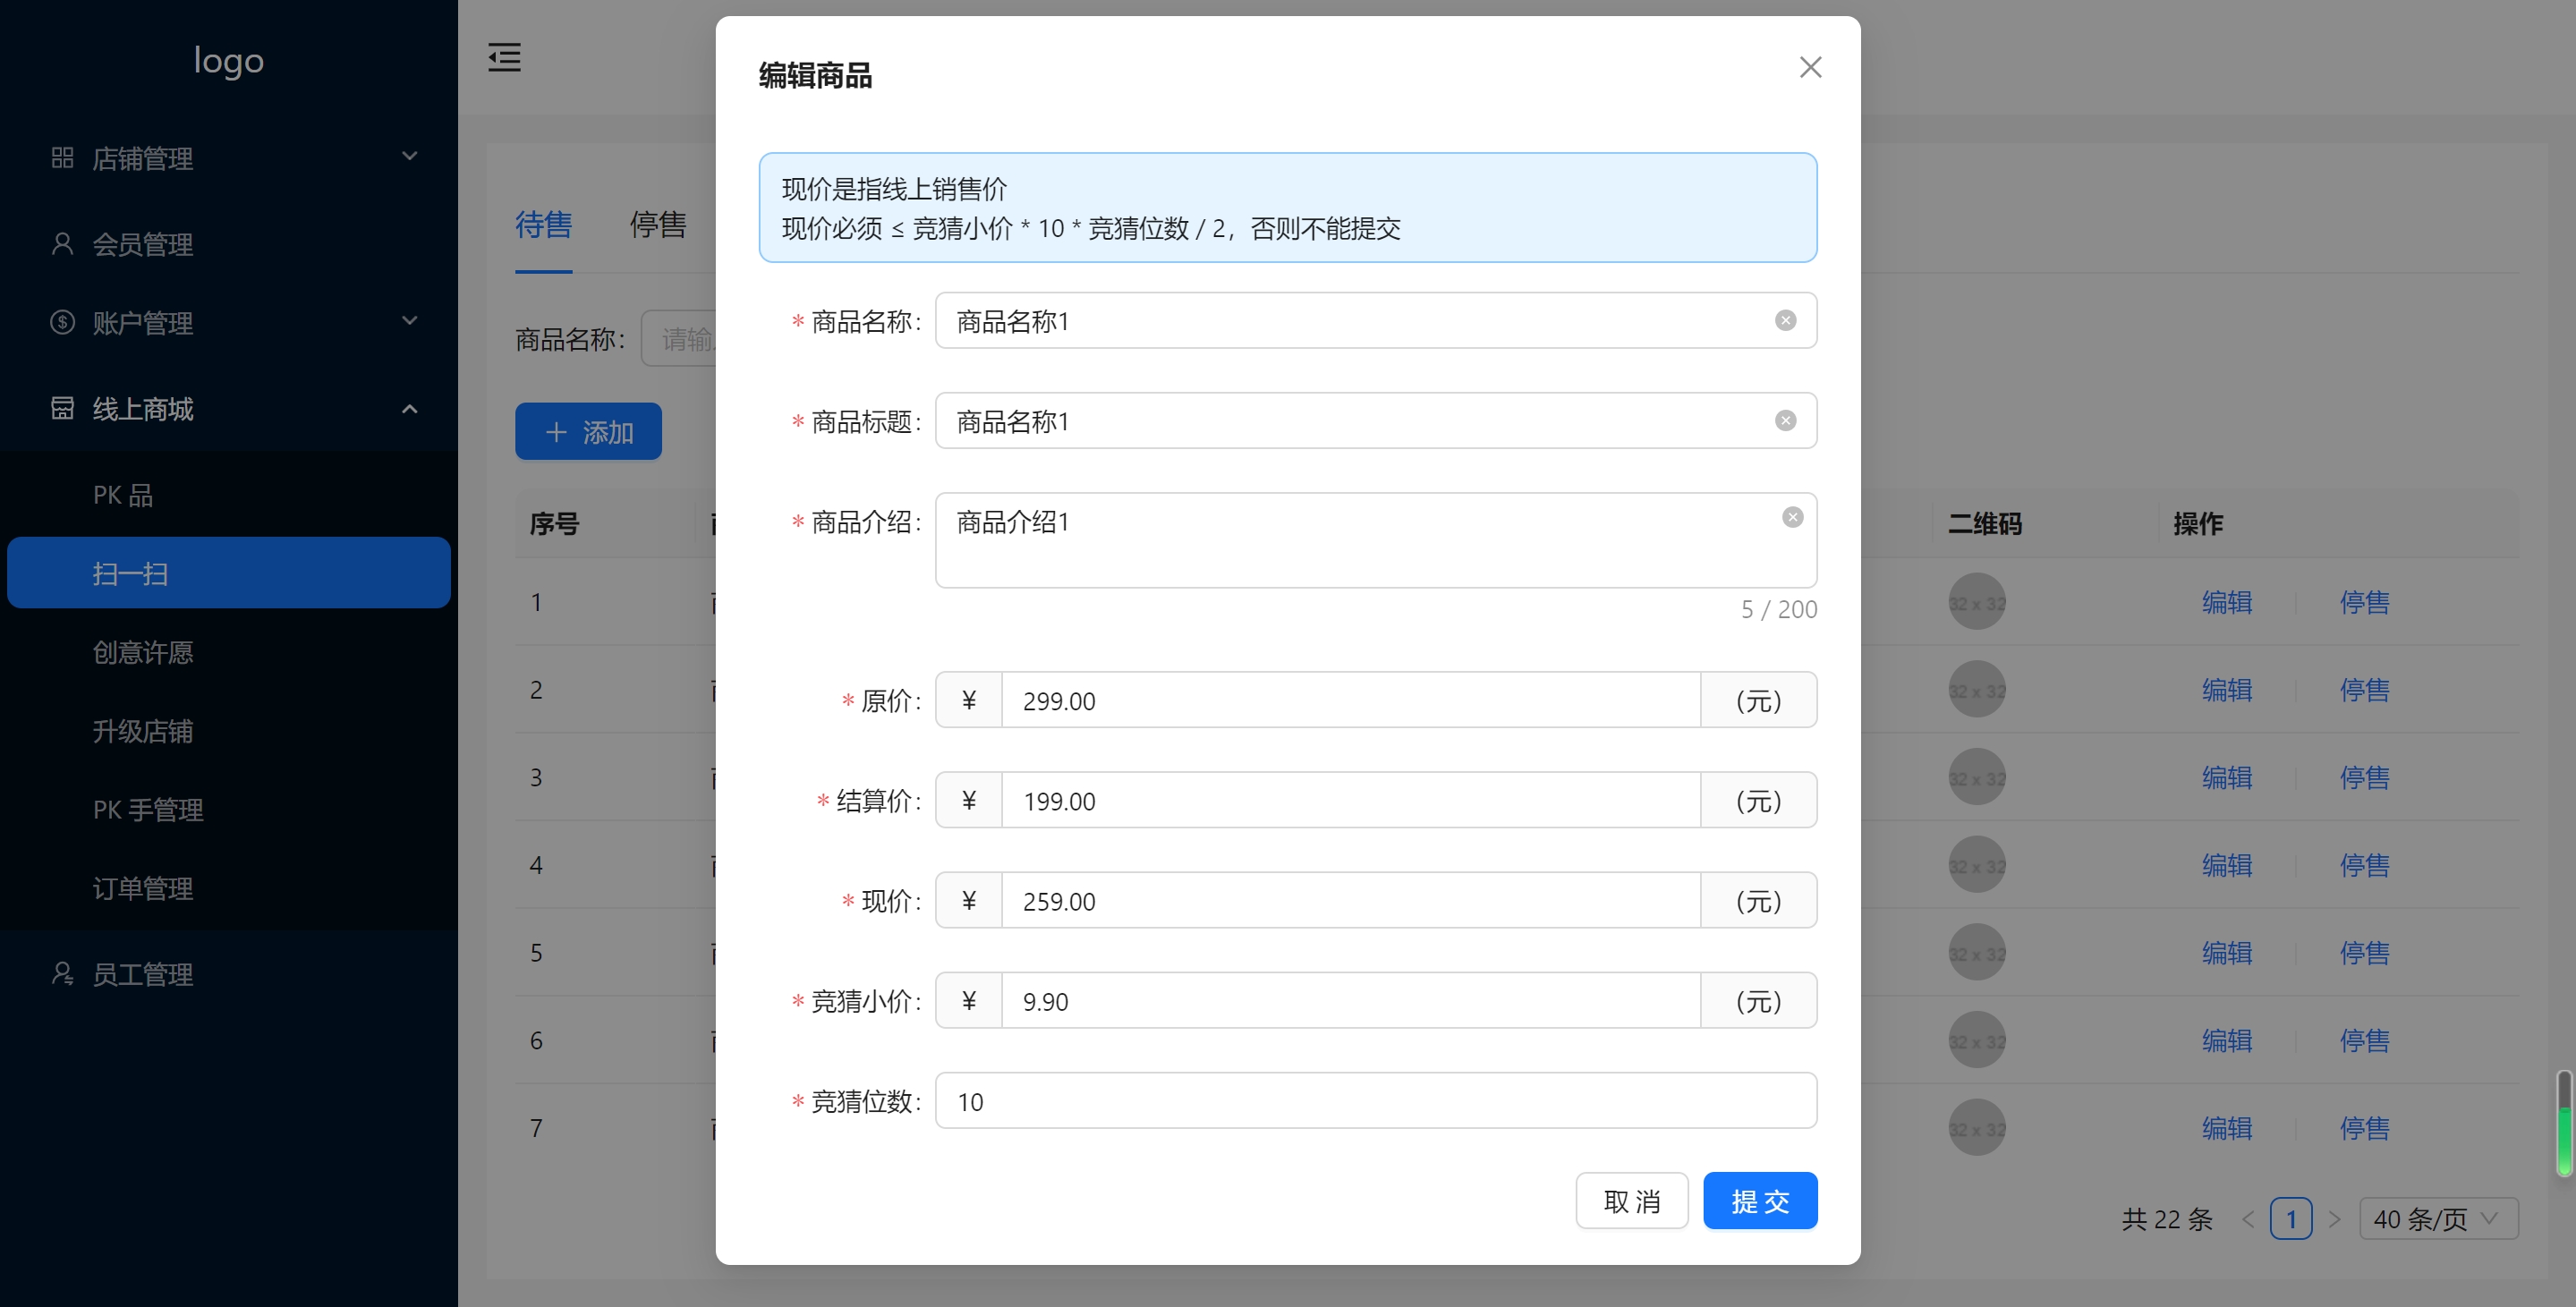 logo
店铺管理
会员管理
账户管理
线上商城
PK 品
扫一扫
创意许愿
升级店铺
PK 手管理
订单管理
员工管理
待售
停售
商品名称:
请输
添加
序号
二维码
操作
1
32 x 32
编辑
停售
2
32 x 32
编辑
停售
3
32 x 32
编辑
停售
4
32 x 32
编辑
停售
5
32 x 32
编辑
停售
6
32 x 32
编辑
停售
7
32 x 32
编辑
停售
共 22 条
1
40 条/页
编辑商品
现价是指线上销售价
现价必须 ≤ 竞猜小价 * 10 * 竞猜位数 / 2，否则不能提交
* 商品名称: 商品名称1
* 商品标题: 商品名称1
* 商品介绍: 商品介绍1
5 / 200
* 原价: ¥ 299.00 (元)
* 结算价: ¥ 199.00 (元)
* 现价: ¥ 259.00 (元)
* 竞猜小价: ¥ 9.90 (元)
* 竞猜位数: 10
取 消
提 交